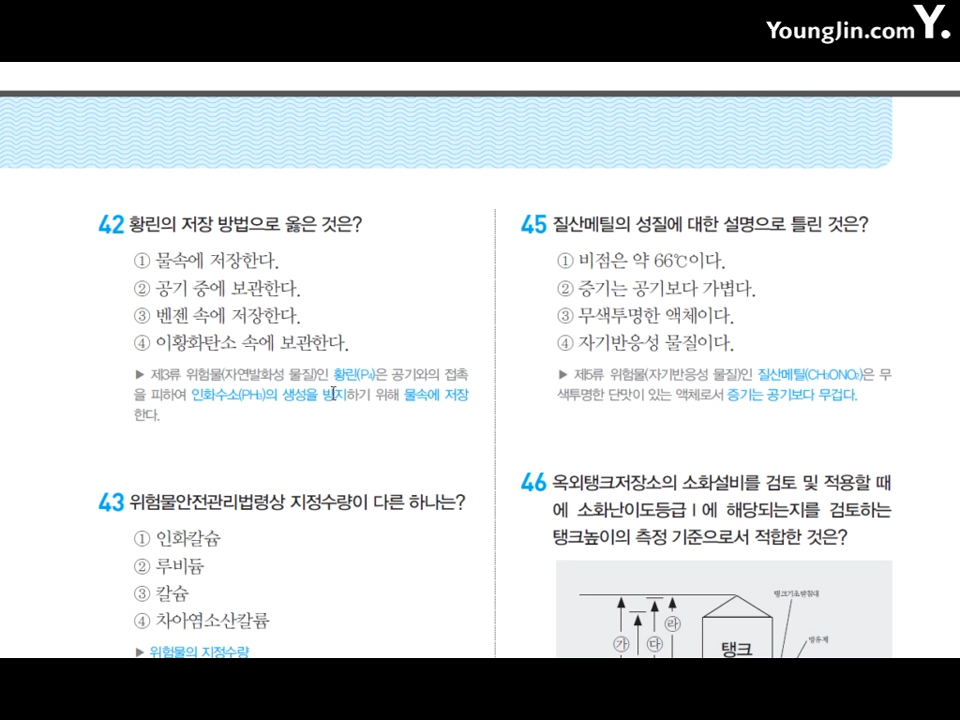 YoungJin.com Y.
42 황린의 저장 방법으로 옳은 것은?
① 물속에 저장한다.
② 공기 중에 보관한다.
③ 벤젠 속에 저장한다.
④ 이황화탄소 속에 보관한다.
▶ 제3류 위험물(자연발화성 물질)인 황린(P₄)은 공기와의 접촉
을 피하여 인화수소(PH₃)의 생성을 방지하기 위해 물속에 저장
한다.
43 위험물안전관리법령상 지정수량이 다른 하나는?
① 인화칼슘
② 루비듐
③ 칼슘
④ 차아염소산칼륨
▶ 위험물의 지정수량
45 질산메틸의 성질에 대한 설명으로 틀린 것은?
① 비점은 약 66℃이다.
② 증기는 공기보다 가볍다.
③ 무색투명한 액체이다.
④ 자기반응성 물질이다.
▶ 제5류 위험물(자기반응성 물질)인 질산메틸(CH₃ONO₂)은 무
색투명한 단맛이 있는 액체로서 증기는 공기보다 무겁다.
46 옥외탱크저장소의 소화설비를 검토 및 적용할 때
에 소화난이도등급 Ⅰ에 해당되는지를 검토하는
탱크높이의 측정 기준으로서 적합한 것은?
탱크기초받침대
방유제
㉱
㉮ ㉰
탱크